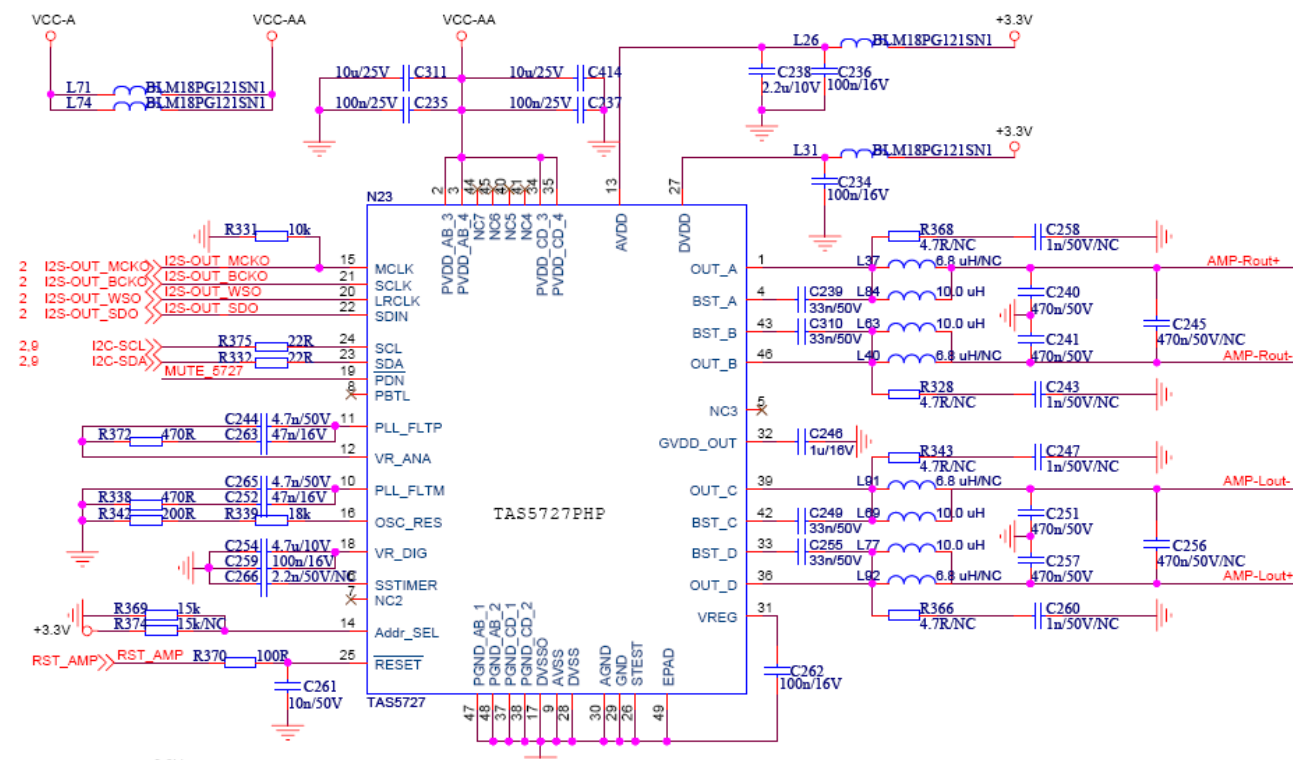 VCC-A
VCC-AA
VCC-AA
+3.3V
L26
BLM18PG121SN1
L71
BLM18PG121SN1
L74
BLM18PG121SN1
10u/25V
C311
10u/25V
C414
100n/25V
C235
100n/25V
C237
C238
2.2u/10V
C236
100n/16V
+3.3V
L31
BLM18PG121SN1
C234
100n/16V
N23
2
3
34
35
13
27
PVDD_AB_3
PVDD_AB_4
NC7
NC6
NC5
NC4
PVDD_CD_3
PVDD_CD_4
AVDD
DVDD
R331
10k
2
I2S-OUT_MCKO
I2S-OUT_MCKO
15
MCLK
2
I2S-OUT_BCKO
I2S-OUT_BCKO
21
SCLK
2
I2S-OUT_WSO
I2S-OUT_WSO
20
LRCLK
2
I2S-OUT_SDO
I2S-OUT_SDO
22
SDIN
2,9
I2C-SCL
R375
22R
24
SCL
2,9
I2C-SDA
R332
22R
23
SDA
MUTE_5727
19
PDN
8
PBTL
C244
4.7n/50V
11
PLL_FLTP
R372
470R
C263
47n/16V
12
VR_ANA
C265
4.7n/50V
10
PLL_FLTM
R338
470R
C252
47n/16V
R342
200R
R339
18k
16
OSC_RES
C254
4.7u/10V
18
VR_DIG
C259
100n/16V
C266
2.2n/50V/NC
6
SSTIMER
7
NC2
R369
15k
+3.3V
R374
15k/NC
14
Addr_SEL
RST_AMP
RST_AMP
R370
100R
25
RESET
C261
10n/50V
TAS5727
TAS5727PHP
PGND_AB_1
PGND_AB_2
PGND_CD_1
PGND_CD_2
DVSSO
AVSS
DVSS
AGND
GND
STEST
EPAD
47
48
37
38
17
9
28
30
29
26
49
OUT_A
1
BST_A
4
BST_B
43
OUT_B
46
NC3
5
GVDD_OUT
32
OUT_C
39
BST_C
42
BST_D
33
OUT_D
36
VREG
31
R368
4.7R/NC
C258
1n/50V/NC
L37
6.8 uH/NC
AMP-Rout+
C239
33n/50V
L84
10.0 uH
C240
470n/50V
C310
33n/50V
L63
10.0 uH
C245
470n/50V/NC
C241
470n/50V
L40
6.8 uH/NC
AMP-Rout-
R328
4.7R/NC
C243
1n/50V/NC
C246
1u/16V
R343
4.7R/NC
C247
1n/50V/NC
L91
6.8 uH/NC
AMP-Lout-
C249
33n/50V
L69
10.0 uH
C251
470n/50V
C255
33n/50V
L77
10.0 uH
C256
470n/50V/NC
C257
470n/50V
L92
6.8 uH/NC
AMP-Lout+
R366
4.7R/NC
C260
1n/50V/NC
C262
100n/16V